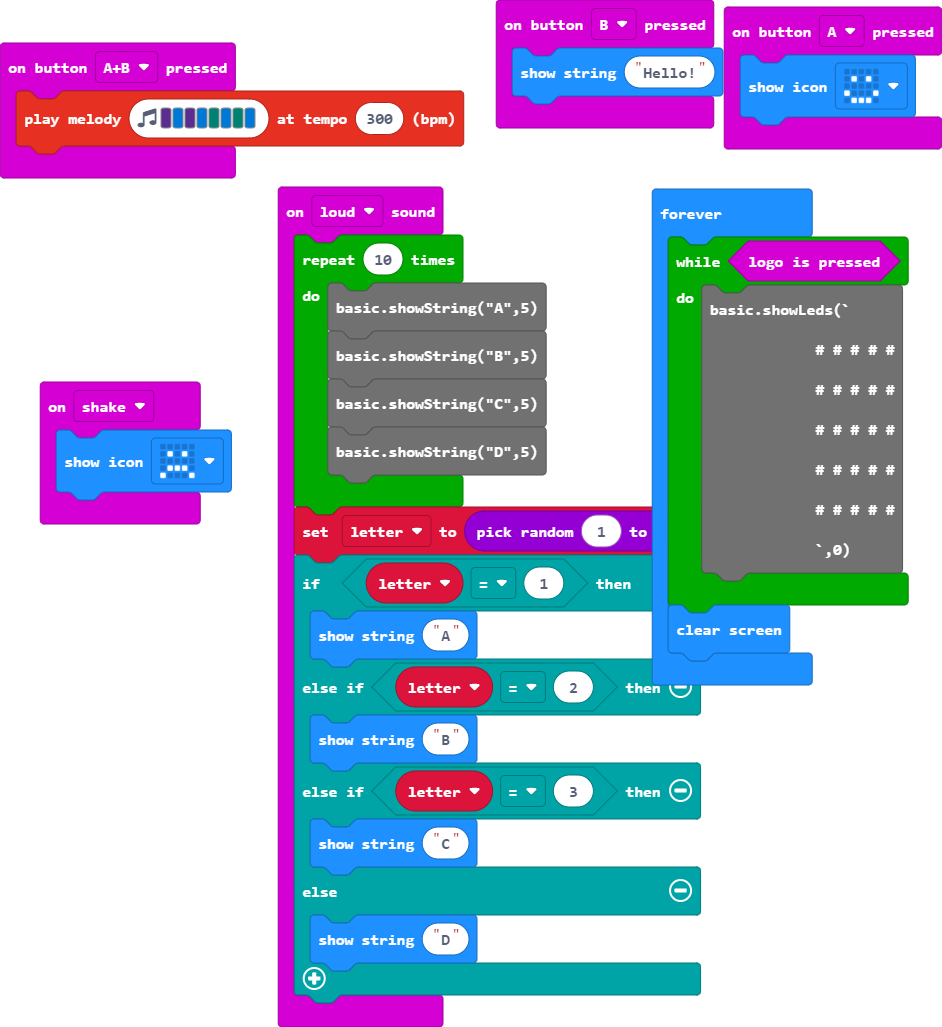 on button B pressed
show string "Hello!"
on button A pressed
show icon
on button A+B pressed
play melody at tempo 300 (bpm)
on loud sound
repeat 10 times
do
basic.showString("A",5)
basic.showString("B",5)
basic.showString("C",5)
basic.showString("D",5)
set letter to pick random 1 to
if letter = 1 then
show string "A"
else if letter = 2 then
show string "B"
else if letter = 3 then
show string "C"
else
show string "D"
forever
while logo is pressed
do
basic.showLeds(`
# # # # #
# # # # #
# # # # #
# # # # #
# # # # #
`,0)
clear screen
on shake
show icon